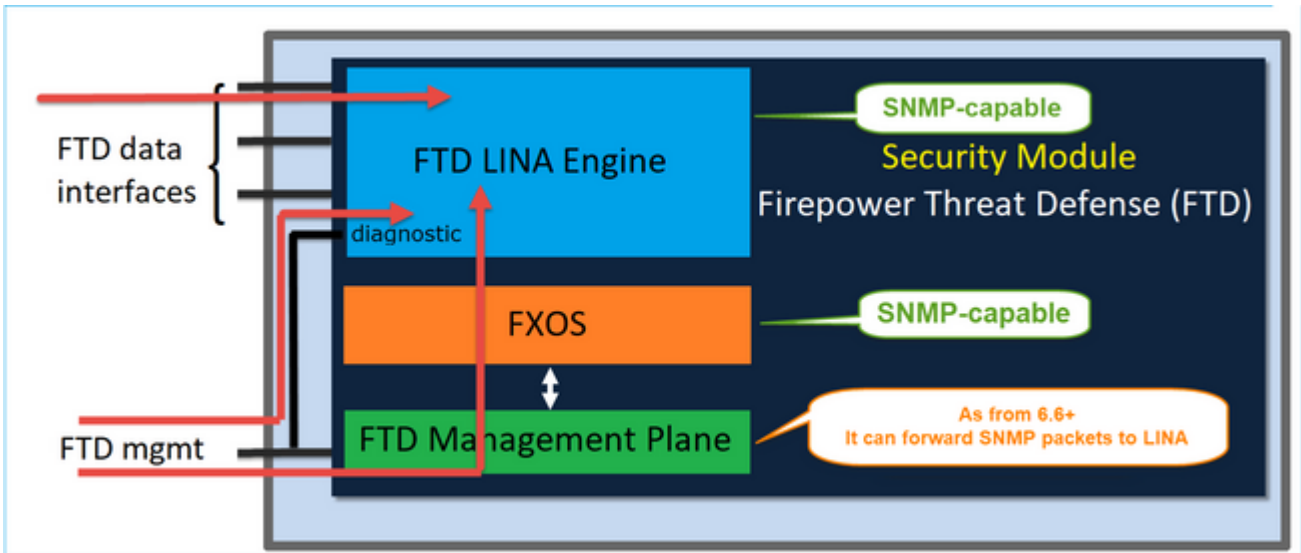 FTD data
interfaces
FTD LINA Engine
diagnostic
SNMP-capable
Security Module
Firepower Threat Defense (FTD)
FXOS
SNMP-capable
FTD mgmt
FTD Management Plane
As from 6.6+
It can forward SNMP packets to LINA